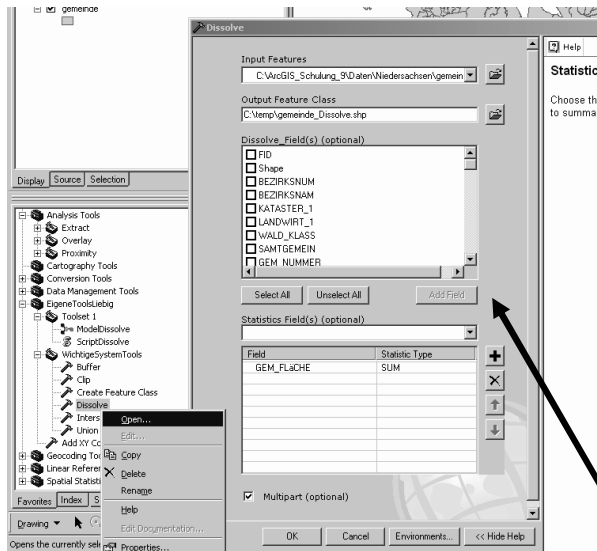 gemeinde
Display Source Selection
Analysis Tools
Extract
Overlay
Proximity
Cartography Tools
Conversion Tools
Data Management Tools
EigeneToolsLiebig
Toolset 1
ModelDissolve
ScriptDissolve
WichtigeSystemTools
Buffer
Clip
Create Feature Class
Dissolve
Inters
Union
Add XY Co
Geocoding Too
Linear Referen
Spatial Statisti
Favorites Index S
Drawing
Opens the currently sele
Open...
Edit...
Copy
Delete
Rename
Help
Edit Documentation...
Properties...
Dissolve
Input Features
C:\ArcGIS_Schulung_9\Daten\Niedersachsen\gemein
Output Feature Class
C:\temp\gemeinde_Dissolve.shp
Dissolve_Field(s) (optional)
FID
Shape
BEZIRKSNUM
BEZIRKSNAM
KATASTER_1
LANDWIRT_1
WALD_KLASS
SAMTGEMEIN
GEM_NUMMER
Select All Unselect All Add Field
Statistics Field(s) (optional)
Field Statistic Type
GEM_FLäCHE SUM
Multipart (optional)
OK Cancel Environments... << Hide Help
Help
Statistic
Choose th
to summa